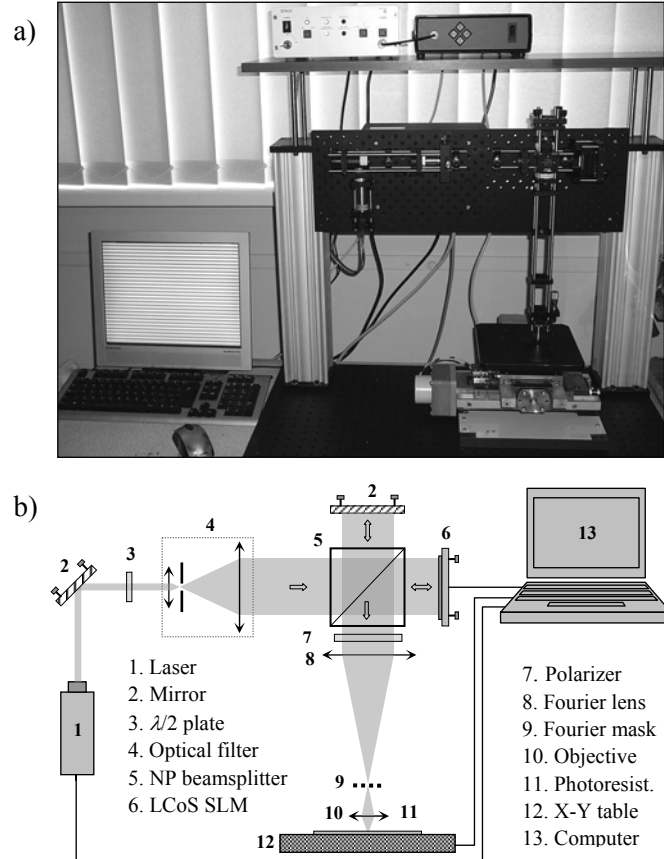 a)
b)
2
4
5
6
13
2
3
7
8
1
9
10
11
12
1. Laser
2. Mirror
3. λ/2 plate
4. Optical filter
5. NP beamsplitter
6. LCoS SLM
7. Polarizer
8. Fourier lens
9. Fourier mask
10. Objective
11. Photoresist.
12. X-Y table
13. Computer